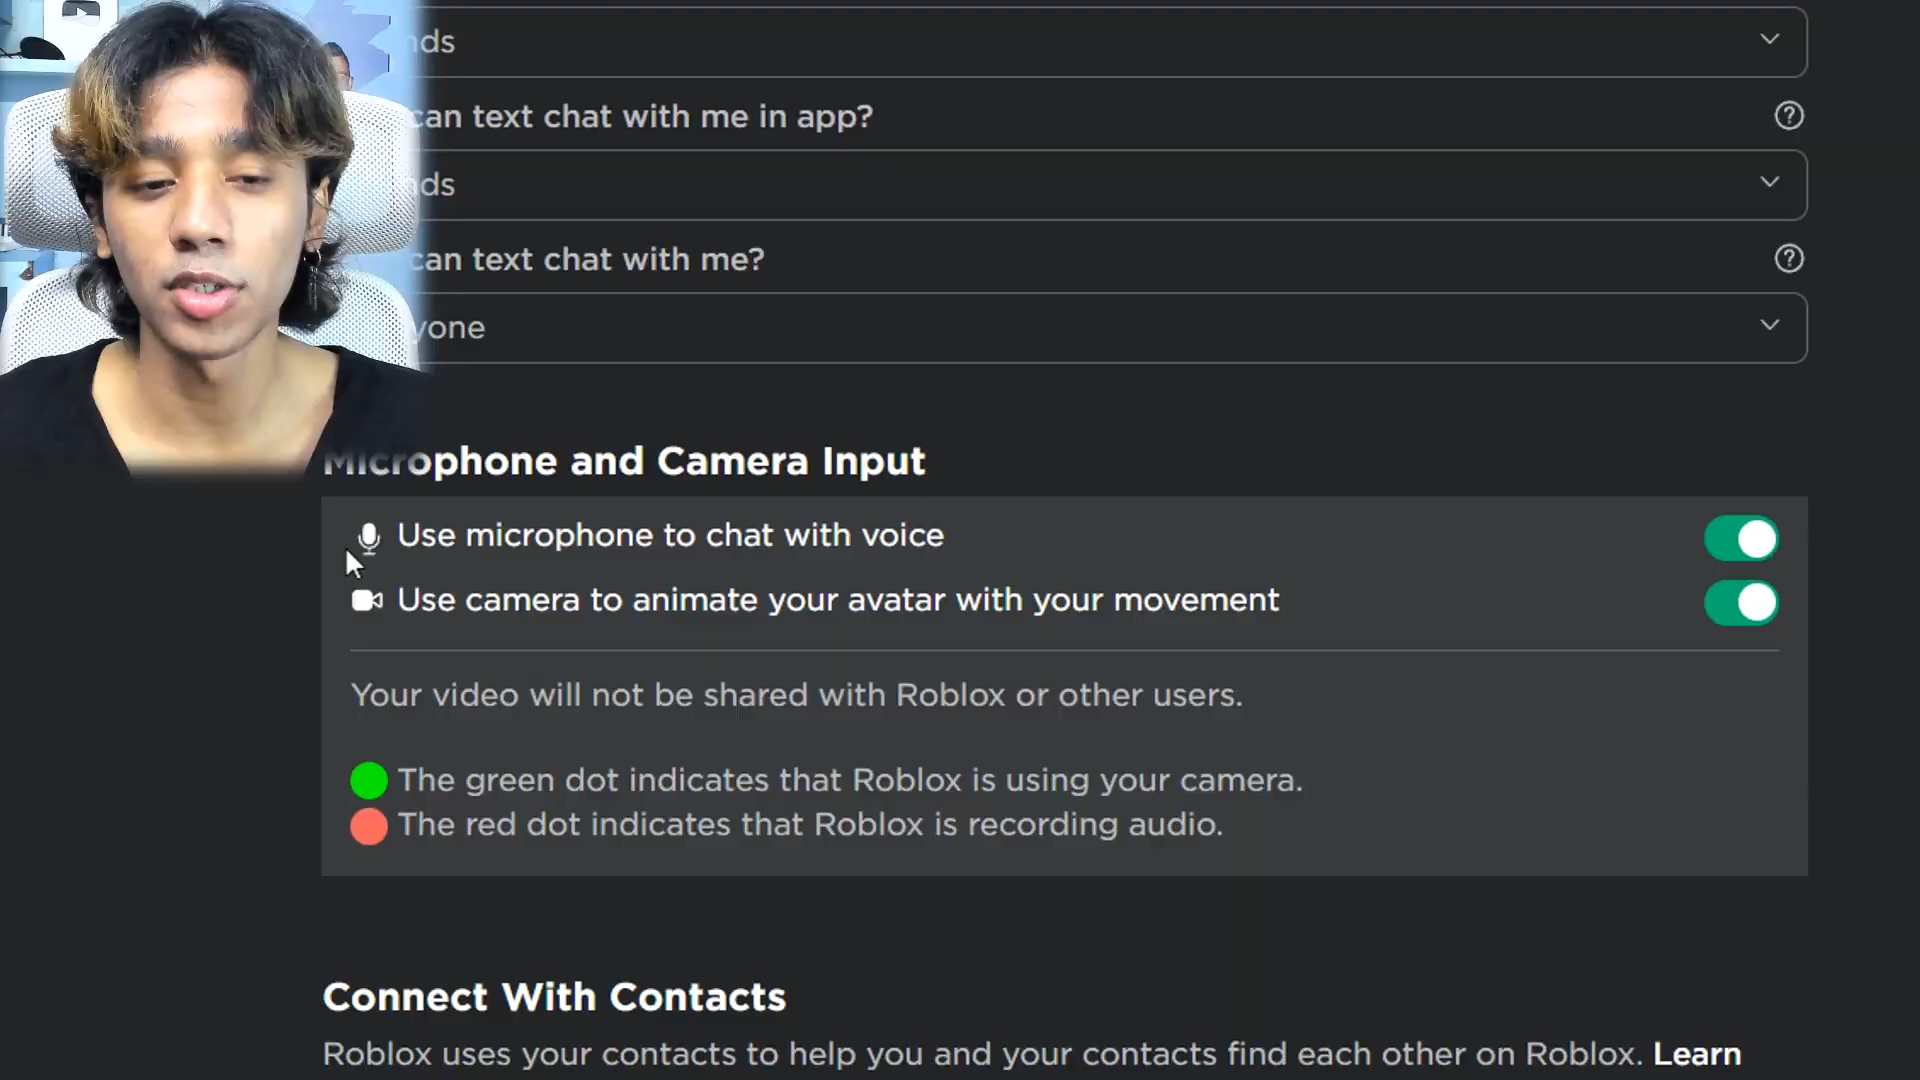 nds
can text chat with me in app?
nds
can text chat with me?
yone
Microphone and Camera Input
Use microphone to chat with voice
Use camera to animate your avatar with your movement
Your video will not be shared with Roblox or other users.
The green dot indicates that Roblox is using your camera.
The red dot indicates that Roblox is recording audio.
Connect With Contacts
Roblox uses your contacts to help you and your contacts find each other on Roblox. Learn